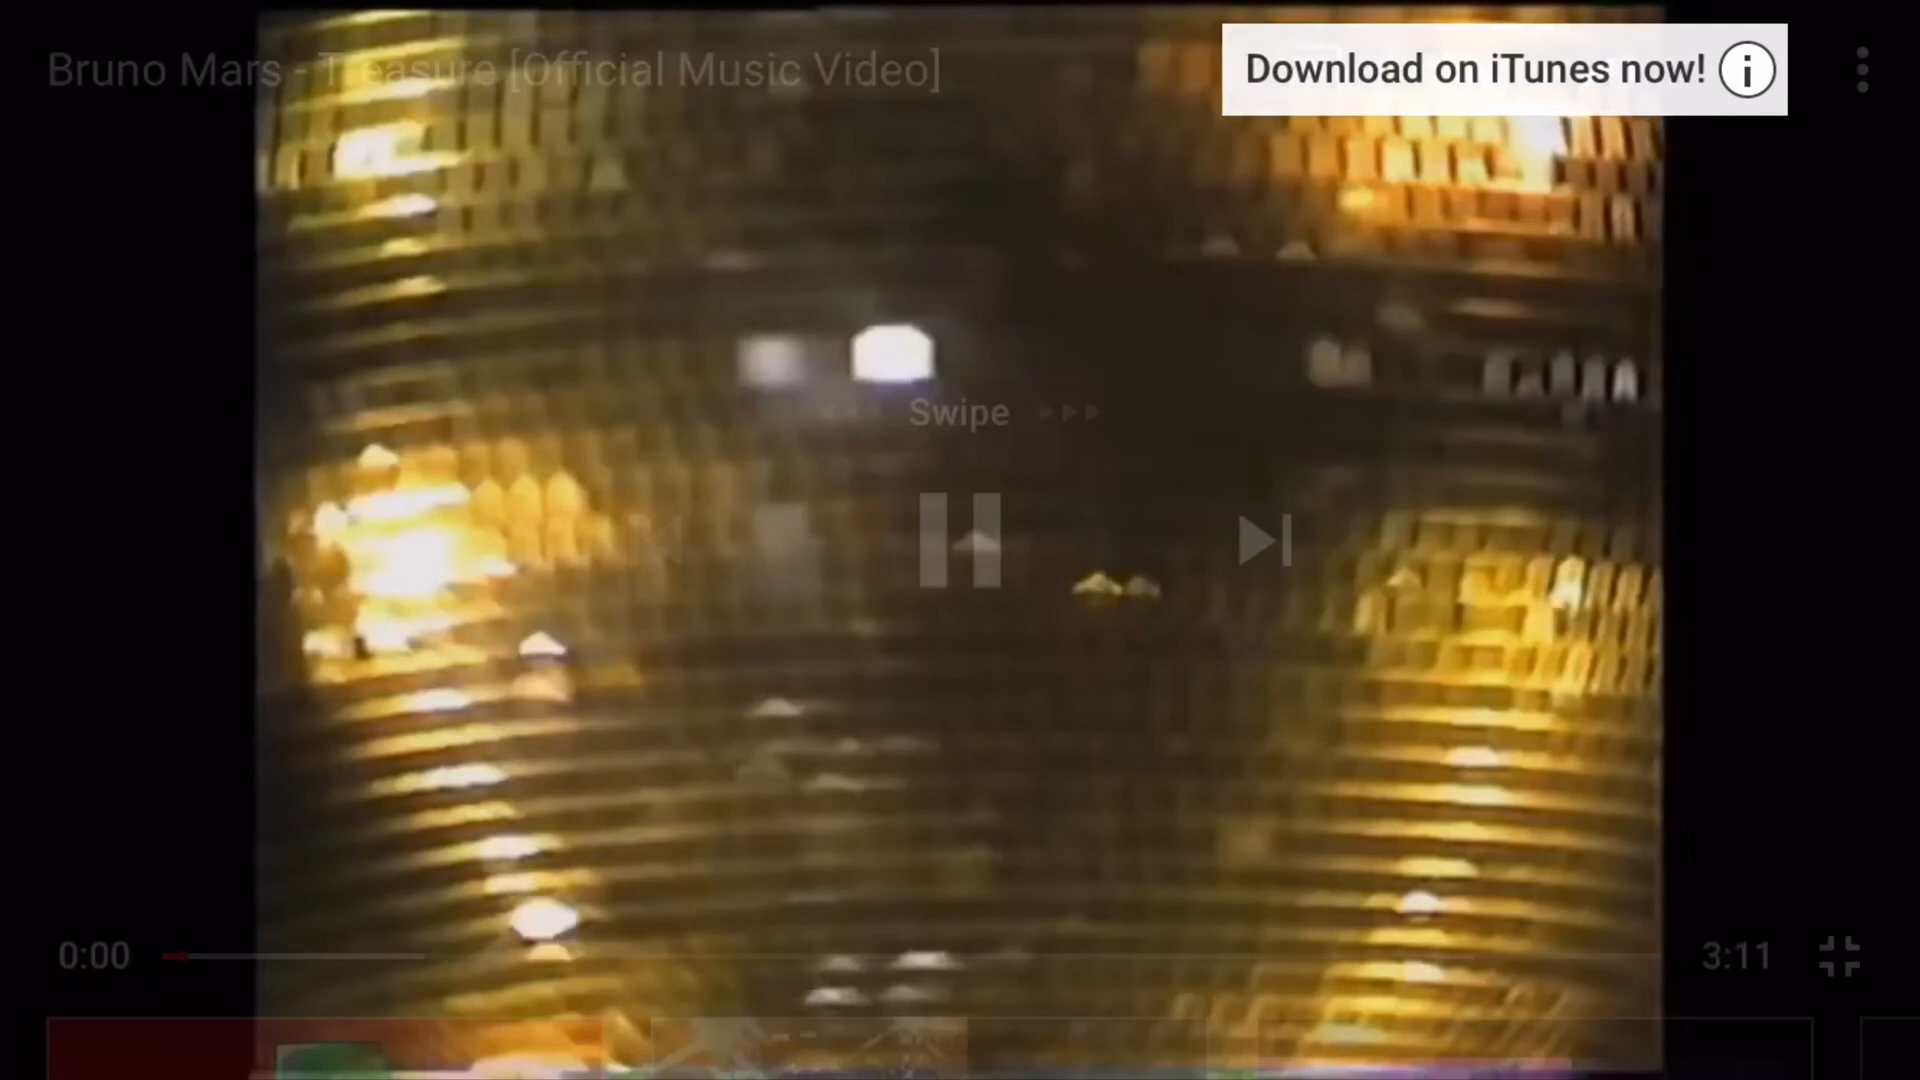 Bruno Mars - Treasure [Official Music Video]
Download on iTunes now!
Swipe
0:00
3:11